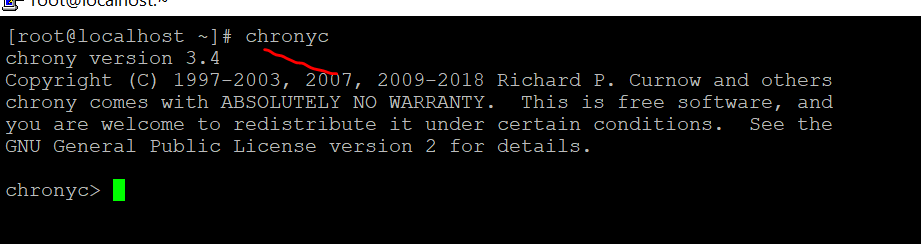 root@localhost:~
[root@localhost ~]# chronyc
chrony version 3.4
Copyright (C) 1997-2003, 2007, 2009-2018 Richard P. Curnow and others
chrony comes with ABSOLUTELY NO WARRANTY.  This is free software, and
you are welcome to redistribute it under certain conditions.  See the
GNU General Public License version 2 for details.
chronyc>